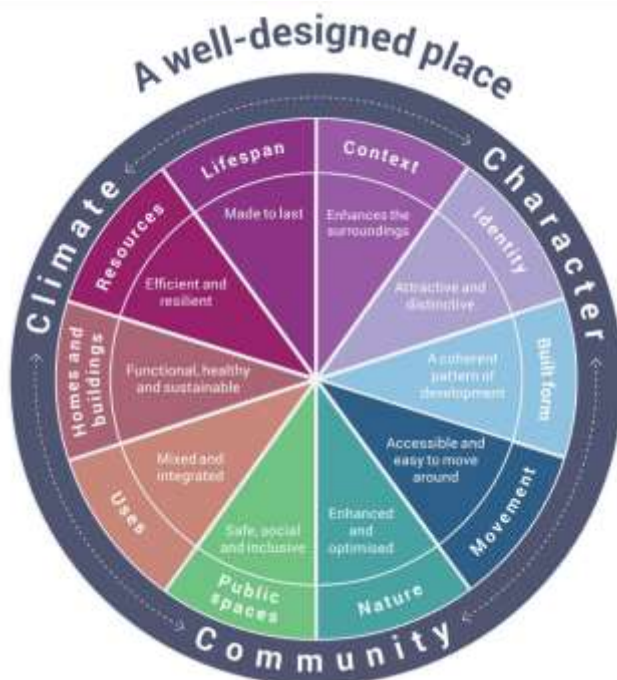 A well-designed place
Climate
Character
Community
Context
Enhances the
surroundings
Identity
Attractive and
distinctive
Built form
A coherent
pattern of
development
Movement
Accessible and
easy to move
around
Nature
Enhanced
and
optimised
Public
spaces
Safe, social
and inclusive
Uses
Mixed and
integrated
Homes and
buildings
Functional, healthy
and sustainable
Resources
Efficient and
resilient
Lifespan
Made to last